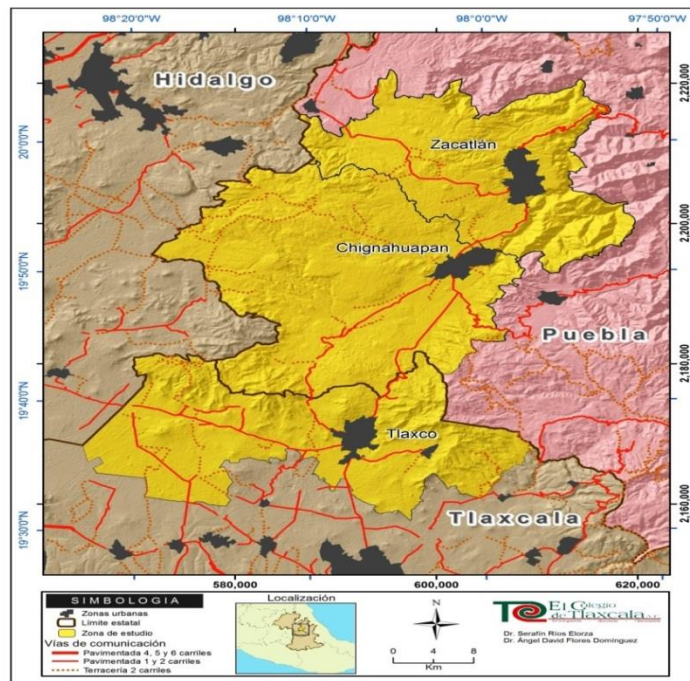 98°20'0"W 98°10'0"W 98°0'0"W 97°50'0"W
Hidalgo
2,220,000
20°0'0"N
Zacatlán
2,200,000
Chignahuapan
19°50'0"N
Puebla
2,180,000
19°40'0"N
Tlaxco
Tlaxcala
2,160,000
19°30'0"N
580,000 600,000 620,000
SIMBOLOGIA
Zonas urbanas
Límite estatal
Zona de estudio
Vías de comunicación
Pavimentada 4, 5 y 6 carriles
Pavimentada 1 y 2 carriles
Terracería 2 carriles
Localización
N
4 0 8
Km
El Colegio
de Tlaxcala, A.C.
Dr. Serafín Ríos Elorza
Dr. Ángel David Flores Domínguez